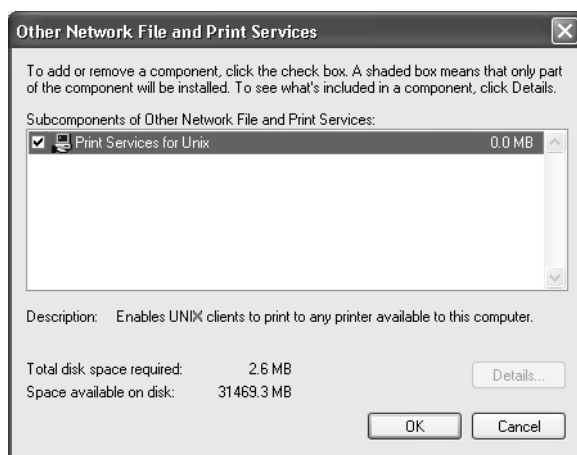 Other Network File and Print Services
To add or remove a component, click the check box. A shaded box means that only part
of the component will be installed. To see what's included in a component, click Details.
Subcomponents of Other Network File and Print Services:
Print Services for Unix 0.0 MB
Description: Enables UNIX clients to print to any printer available to this computer.
Total disk space required: 2.6 MB
Details...
Space available on disk: 31469.3 MB
OK Cancel